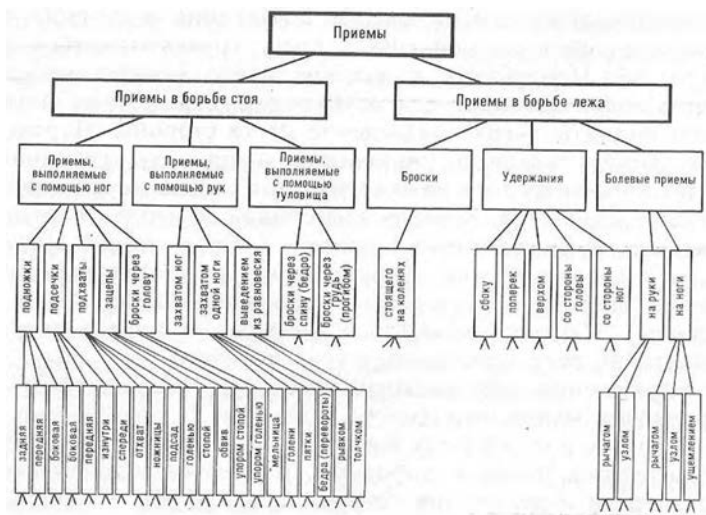 Приемы
Приемы в борьбе стоя
Приемы в борьбе лежа
Приемы,
выполняемые
с помощью ног
Приемы,
выполняемые
с помощью рук
Приемы,
выполняемые
с помощью
туловища
Броски
Удержания
Болевые приемы
подножки
подсечки
подхваты
зацепы
броски через
голову
захватом ног
захватом
одной ноги
выведением
из равновесия
броски через
спину (бедро)
броски через
грудь
(прогибом)
стоящего
на коленях
сбоку
поперек
верхом
со стороны
головы
со стороны
ног
на руки
на ноги
задняя
передняя
боковая
боковая
передняя
изнутри
спереди
отхват
ножницы
подсад
голенью
стопой
обвив
упором стопой
упором голенью
мельница"
голени
пятки
бедра (перевороты)
рывком
толчком
рычагом
узлом
рычагом
узлом
ущемлением